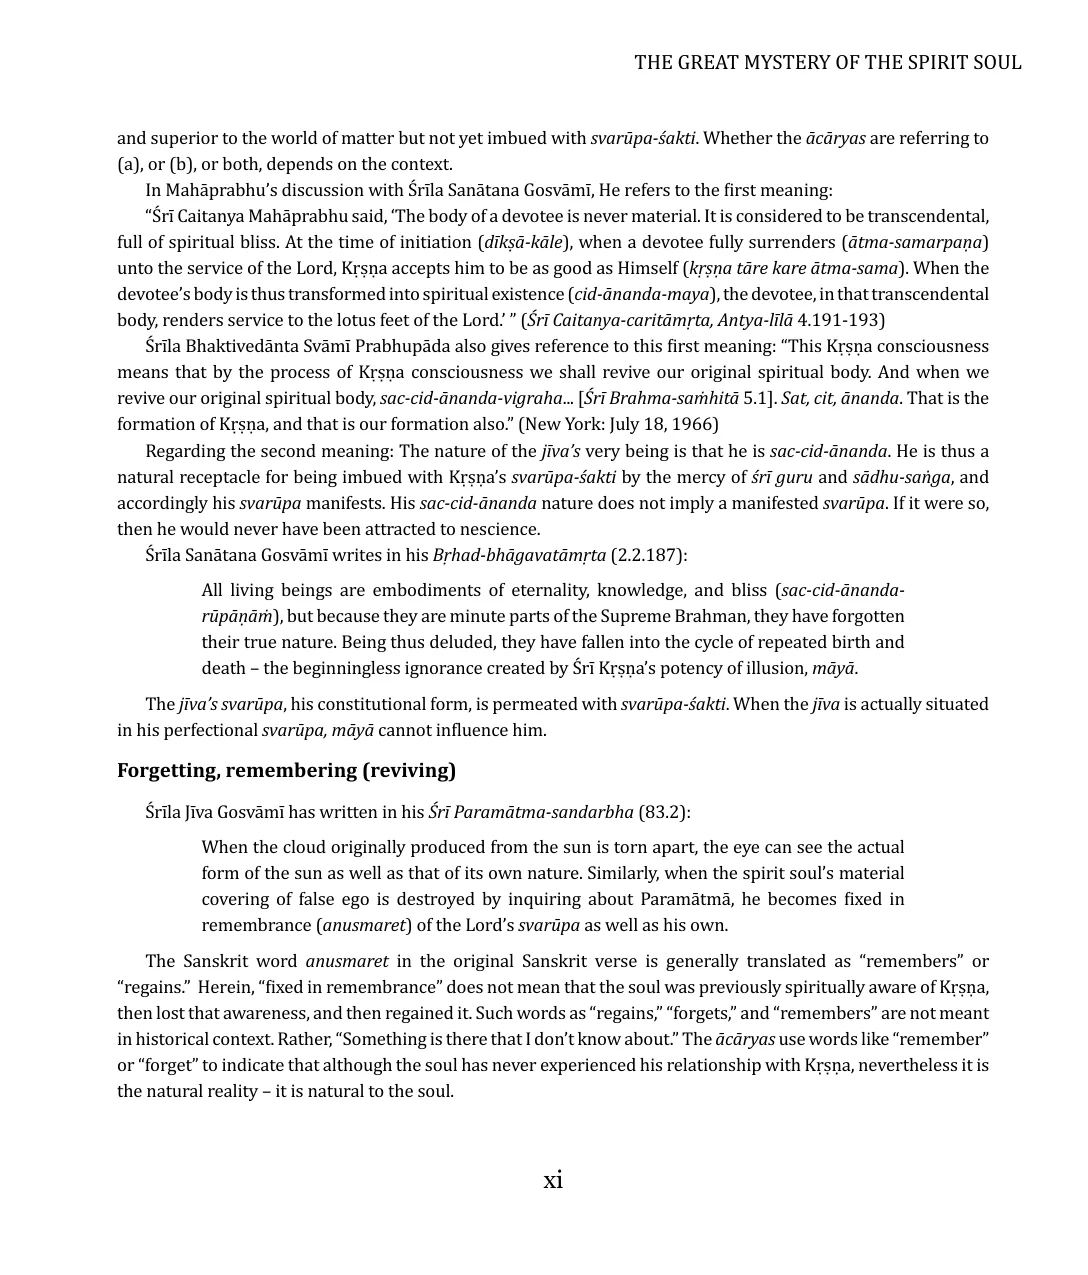 THE GREAT MYSTERY OF THE SPIRIT SOUL
and superior to the world of matter but not yet imbued with svarūpa-śakti. Whether the ācāryas are referring to
(a), or (b), or both, depends on the context.
In Mahāprabhu’s discussion with Śrīla Sanātana Gosvāmī, He refers to the first meaning:
“Śrī Caitanya Mahāprabhu said, ‘The body of a devotee is never material. It is considered to be transcendental,
full of spiritual bliss. At the time of initiation (dīkṣā-kāle), when a devotee fully surrenders (ātma-samarpaṇa)
unto the service of the Lord, Kṛṣṇa accepts him to be as good as Himself (kṛṣṇa tāre kare ātma-sama). When the
devotee’s body is thus transformed into spiritual existence (cid-ānanda-maya), the devotee, in that transcendental
body, renders service to the lotus feet of the Lord.’ ” (Śrī Caitanya-caritāmṛta, Antya-līlā 4.191-193)
Śrīla Bhaktivedānta Svāmī Prabhupāda also gives reference to this first meaning: “This Kṛṣṇa consciousness
means that by the process of Kṛṣṇa consciousness we shall revive our original spiritual body. And when we
revive our original spiritual body, sac-cid-ānanda-vigraha... [Śrī Brahma-saṁhitā 5.1]. Sat, cit, ānanda. That is the
formation of Kṛṣṇa, and that is our formation also.” (New York: July 18, 1966)
Regarding the second meaning: The nature of the jīva’s very being is that he is sac-cid-ānanda. He is thus a
natural receptacle for being imbued with Kṛṣṇa’s svarūpa-śakti by the mercy of śrī guru and sādhu-saṅga, and
accordingly his svarūpa manifests. His sac-cid-ānanda nature does not imply a manifested svarūpa. If it were so,
then he would never have been attracted to nescience.
Śrīla Sanātana Gosvāmī writes in his Bṛhad-bhāgavatāmṛta (2.2.187):
All living beings are embodiments of eternality, knowledge, and bliss (sac-cid-ānanda-
rūpāṇāṁ), but because they are minute parts of the Supreme Brahman, they have forgotten
their true nature. Being thus deluded, they have fallen into the cycle of repeated birth and
death – the beginningless ignorance created by Śrī Kṛṣṇa’s potency of illusion, māyā.
The jīva’s svarūpa, his constitutional form, is permeated with svarūpa-śakti. When the jīva is actually situated
in his perfectional svarūpa, māyā cannot influence him.
Forgetting, remembering (reviving)
Śrīla Jīva Gosvāmī has written in his Śrī Paramātma-sandarbha (83.2):
When the cloud originally produced from the sun is torn apart, the eye can see the actual
form of the sun as well as that of its own nature. Similarly, when the spirit soul’s material
covering of false ego is destroyed by inquiring about Paramātmā, he becomes fixed in
remembrance (anusmaret) of the Lord’s svarūpa as well as his own.
The Sanskrit word anusmaret in the original Sanskrit verse is generally translated as “remembers” or
“regains.” Herein, “fixed in remembrance” does not mean that the soul was previously spiritually aware of Kṛṣṇa,
then lost that awareness, and then regained it. Such words as “regains,” “forgets,” and “remembers” are not meant
in historical context. Rather, “Something is there that I don’t know about.” The ācāryas use words like “remember”
or “forget” to indicate that although the soul has never experienced his relationship with Kṛṣṇa, nevertheless it is
the natural reality – it is natural to the soul.
xi